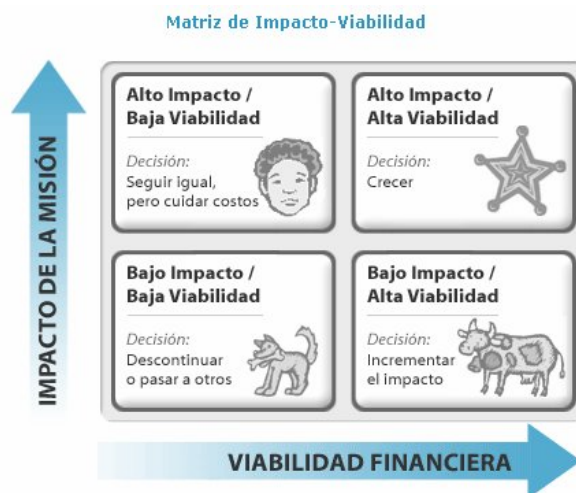 Matriz de Impacto-Viabilidad
IMPACTO DE LA MISIÓN
Alto Impacto /
Baja Viabilidad
Decisión:
Seguir igual,
pero cuidar costos
Alto Impacto /
Alta Viabilidad
Decisión:
Crecer
Bajo Impacto /
Baja Viabilidad
Decisión:
Descontinuar
o pasar a otros
Bajo Impacto /
Alta Viabilidad
Decisión:
Incrementar
el impacto
VIABILIDAD FINANCIERA